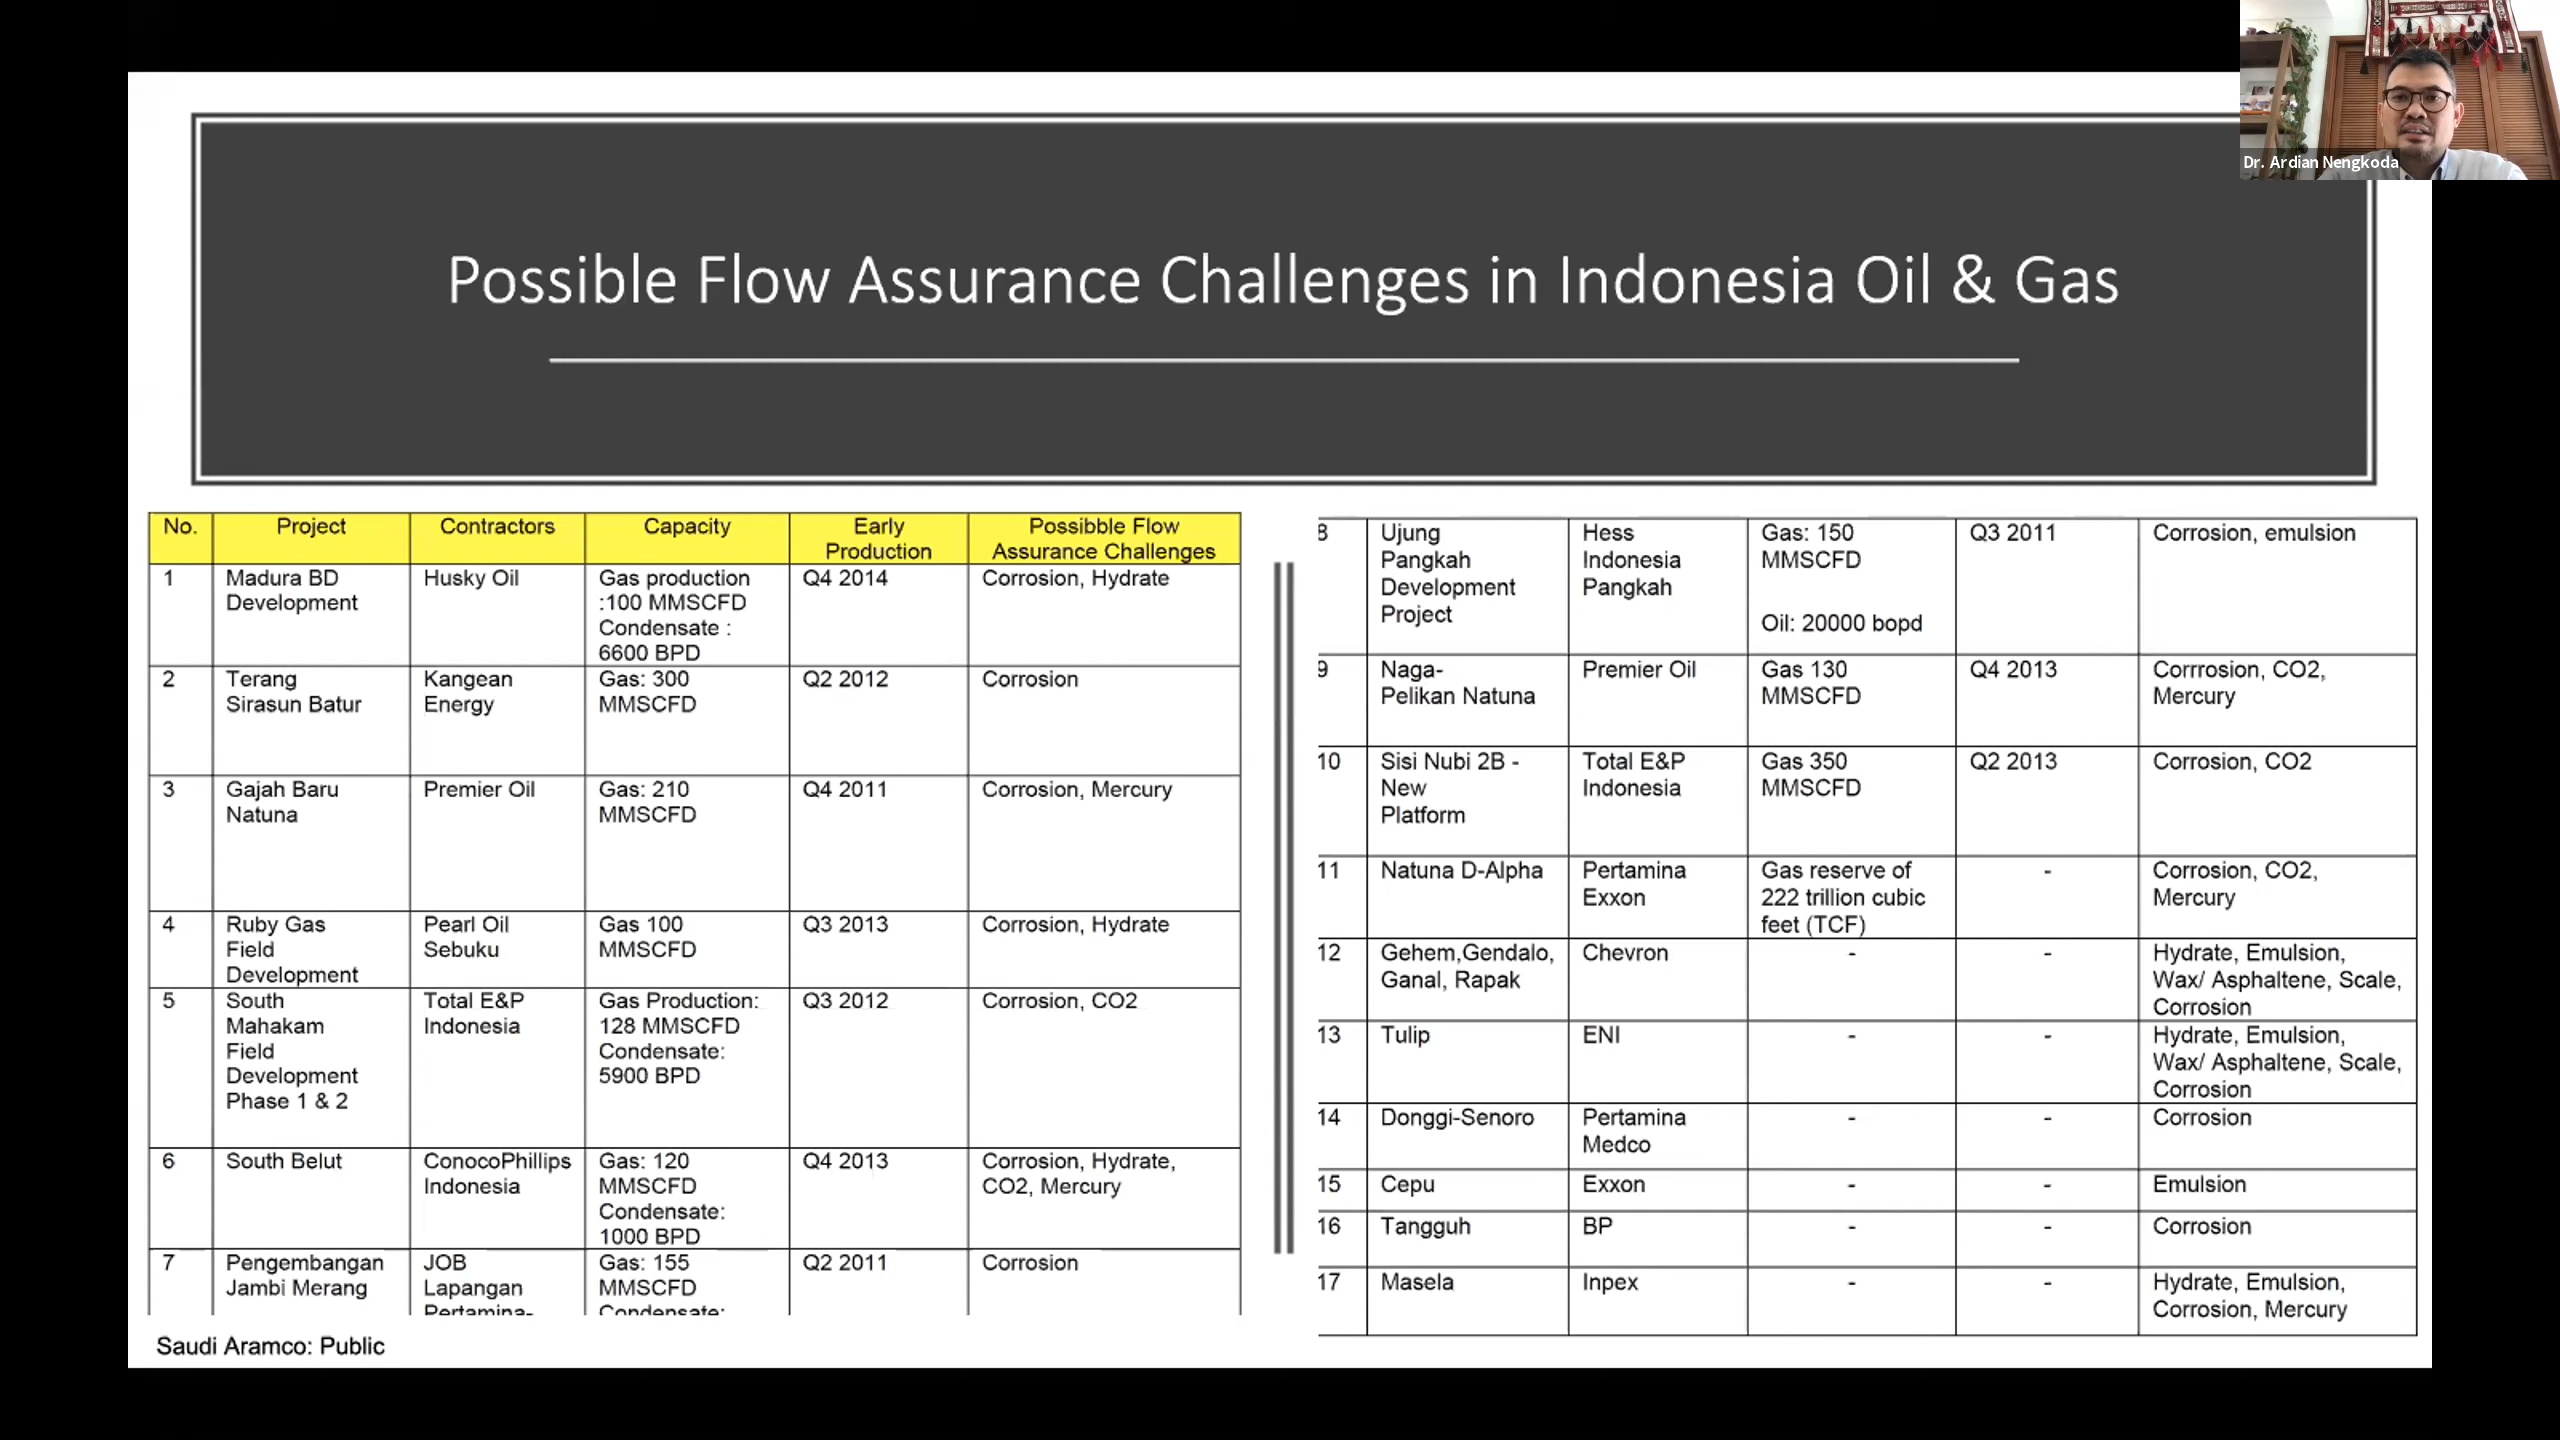 Dr. Ardian Nengkoda
Possible Flow Assurance Challenges in Indonesia Oil & Gas
No. Project Contractors Capacity Early Production Possibble Flow Assurance Challenges
1 Madura BD Development Husky Oil Gas production :100 MMSCFD Condensate : 6600 BPD Q4 2014 Corrosion, Hydrate
2 Terang Sirasun Batur Kangean Energy Gas: 300 MMSCFD Q2 2012 Corrosion
3 Gajah Baru Natuna Premier Oil Gas: 210 MMSCFD Q4 2011 Corrosion, Mercury
4 Ruby Gas Field Development Pearl Oil Sebuku Gas 100 MMSCFD Q3 2013 Corrosion, Hydrate
5 South Mahakam Field Development Phase 1 & 2 Total E&P Indonesia Gas Production: 128 MMSCFD Condensate: 5900 BPD Q3 2012 Corrosion, CO2
6 South Belut ConocoPhillips Indonesia Gas: 120 MMSCFD Condensate: 1000 BPD Q4 2013 Corrosion, Hydrate, CO2, Mercury
7 Pengembangan Jambi Merang JOB Lapangan Pertamina- Gas: 155 MMSCFD Condensate: Q2 2011 Corrosion
8 Ujung Pangkah Development Project Hess Indonesia Pangkah Gas: 150 MMSCFD Oil: 20000 bopd Q3 2011 Corrosion, emulsion
9 Naga- Pelikan Natuna Premier Oil Gas 130 MMSCFD Q4 2013 Corrrosion, CO2, Mercury
10 Sisi Nubi 2B - New Platform Total E&P Indonesia Gas 350 MMSCFD Q2 2013 Corrosion, CO2
11 Natuna D-Alpha Pertamina Exxon Gas reserve of 222 trillion cubic feet (TCF) - Corrosion, CO2, Mercury
12 Gehem,Gendalo, Ganal, Rapak Chevron - - Hydrate, Emulsion, Wax/ Asphaltene, Scale, Corrosion
13 Tulip ENI - - Hydrate, Emulsion, Wax/ Asphaltene, Scale, Corrosion
14 Donggi-Senoro Pertamina Medco - - Corrosion
15 Cepu Exxon - - Emulsion
16 Tangguh BP - - Corrosion
17 Masela Inpex - - Hydrate, Emulsion, Corrosion, Mercury
Saudi Aramco: Public